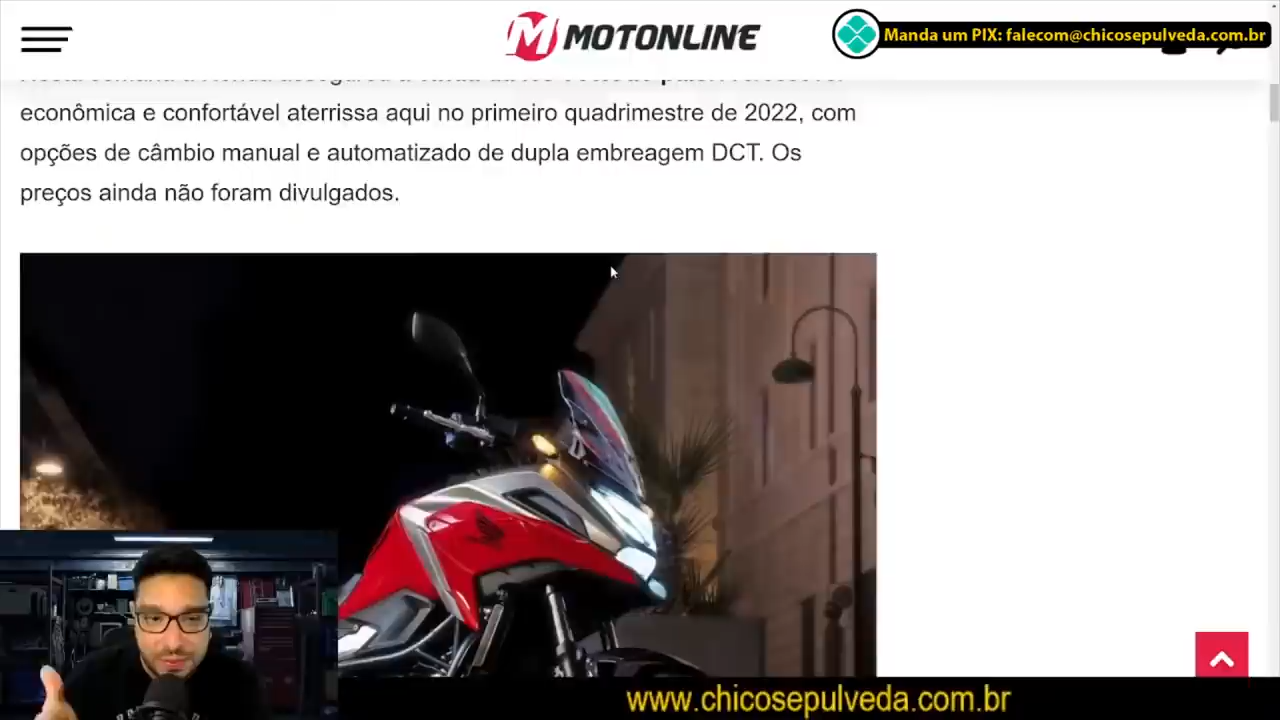 MOTONLINE
Manda um PIX: falecom@chicosepulveda.com.br
econômica e confortável aterrissa aqui no primeiro quadrimestre de 2022, com
opções de câmbio manual e automatizado de dupla embreagem DCT. Os
preços ainda não foram divulgados.
www.chicosepulveda.com.br